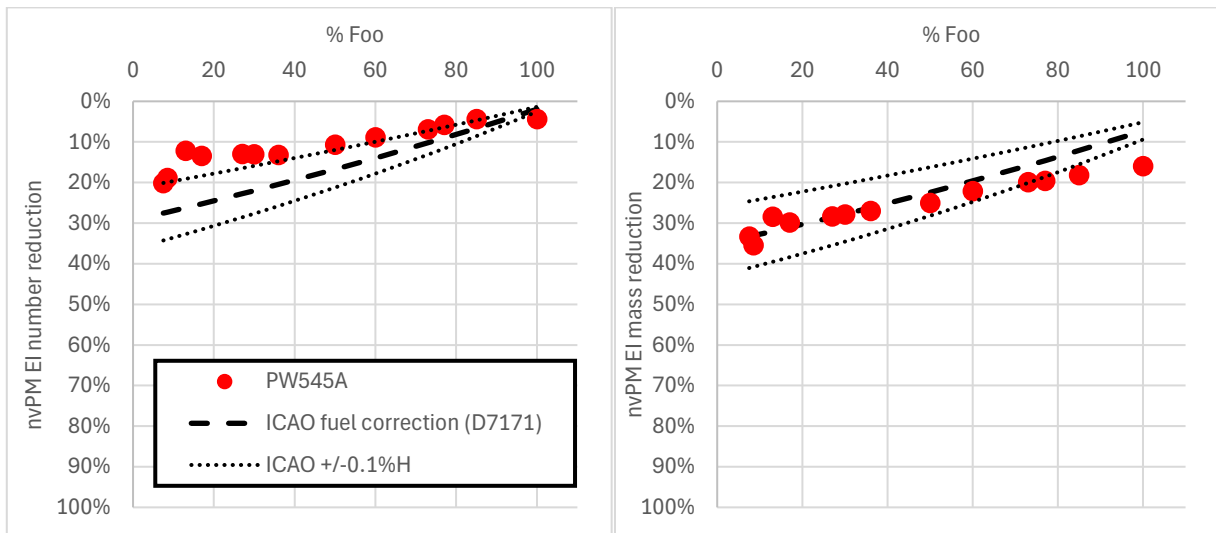 % Foo
0 20 40 60 80 100
0%
10%
20%
30%
40%
50%
60%
70%
80%
90%
100%
nvPM EI number reduction
PW545A
ICAO fuel correction (D7171)
ICAO +/-0.1%H
% Foo
0 20 40 60 80 100
0%
10%
20%
30%
40%
50%
60%
70%
80%
90%
100%
nvPM EI mass reduction